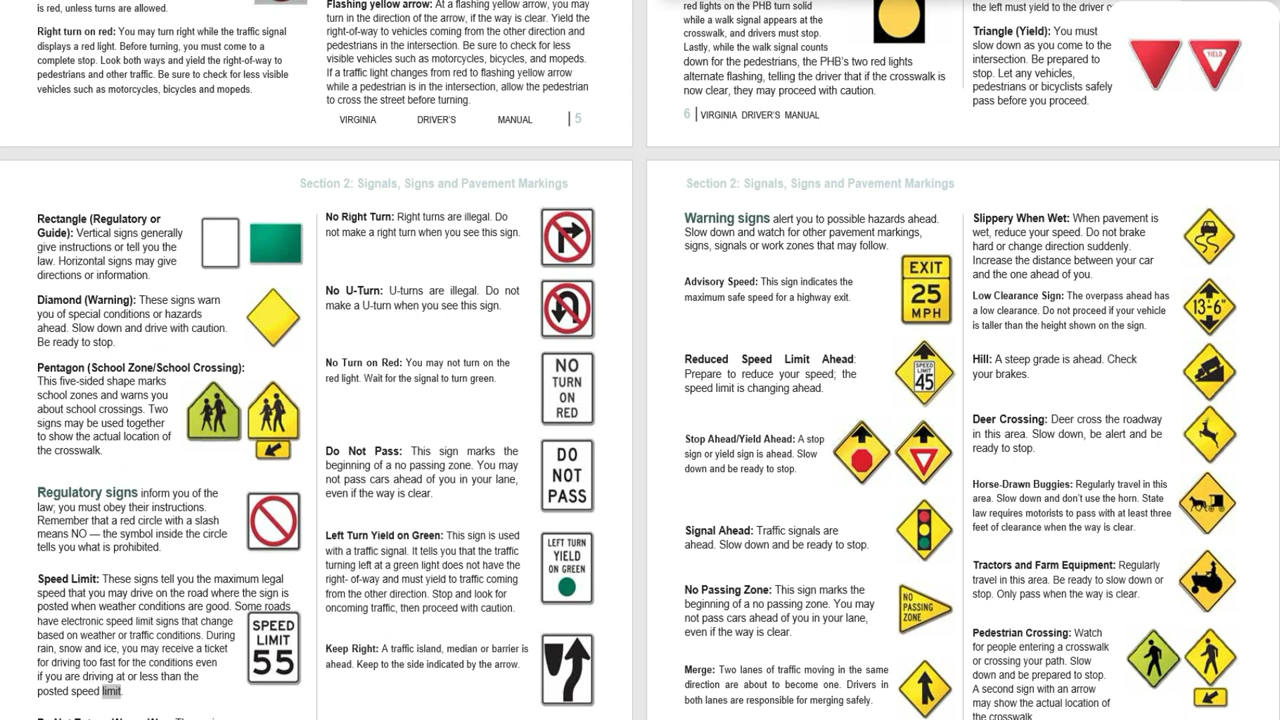 is red, unless turns are allowed.
Right turn on red: You may turn right while the traffic signal
displays a red light. Before turning, you must come to a
complete stop. Look both ways and yield the right-of-way to
pedestrians and other traffic. Be sure to check for less visible
vehicles such as motorcycles, bicycles and mopeds.
Flashing yellow arrow: At a flashing yellow arrow, you may
turn in the direction of the arrow, if the way is clear. Yield the
right-of-way to vehicles coming from the other direction and
pedestrians in the intersection. Be sure to check for less
visible vehicles such as motorcycles, bicycles, and mopeds.
If a traffic light changes from red to flashing yellow arrow
while a pedestrian is in the intersection, allow the pedestrian
to cross the street before turning.
VIRGINIA DRIVER'S MANUAL | 5
red lights on the PHB turn solid
while a walk signal appears at the
crosswalk, and drivers must stop.
Lastly, while the walk signal counts
down for the pedestrians, the PHB's two red lights
alternate flashing, telling the driver that if the crosswalk is
now clear, they may proceed with caution.
6 | VIRGINIA DRIVER'S MANUAL
the left must yield to the driver
Triangle (Yield): You must
slow down as you come to the
intersection. Be prepared to
stop. Let any vehicles,
pedestrians or bicyclists safely
pass before you proceed.
YIELD
Section 2: Signals, Signs and Pavement Markings
Rectangle (Regulatory or
Guide): Vertical signs generally
give instructions or tell you the
law. Horizontal signs may give
directions or information.
Diamond (Warning): These signs warn
you of special conditions or hazards
ahead. Slow down and drive with caution.
Be ready to stop.
Pentagon (School Zone/School Crossing):
This five-sided shape marks
school zones and warns you
about school crossings. Two
signs may be used together
to show the actual location of
the crosswalk.
Regulatory signs inform you of the
law; you must obey their instructions.
Remember that a red circle with a slash
means NO — the symbol inside the circle
tells you what is prohibited.
Speed Limit: These signs tell you the maximum legal
speed that you may drive on the road where the sign is
posted when weather conditions are good. Some roads
have electronic speed limit signs that change
based on weather or traffic conditions. During
rain, snow and ice, you may receive a ticket
for driving too fast for the conditions even
if you are driving at or less than the
posted speed limit.
SPEED
LIMIT
55
No Right Turn: Right turns are illegal. Do
not make a right turn when you see this sign.
No U-Turn: U-turns are illegal. Do not
make a U-turn when you see this sign.
No Turn on Red: You may not turn on the
red light. Wait for the signal to turn green.
NO
TURN
ON
RED
Do Not Pass: This sign marks the
beginning of a no passing zone. You may
not pass cars ahead of you in your lane,
even if the way is clear.
DO
NOT
PASS
Left Turn Yield on Green: This sign is used
with a traffic signal. It tells you that the traffic
turning left at a green light does not have the
right- of-way and must yield to traffic coming
from the other direction. Stop and look for
oncoming traffic, then proceed with caution.
LEFT TURN
YIELD
ON GREEN
Keep Right: A traffic island, median or barrier is
ahead. Keep to the side indicated by the arrow.
Section 2: Signals, Signs and Pavement Markings
Warning signs alert you to possible hazards ahead.
Slow down and watch for other pavement markings,
signs, signals or work zones that may follow.
Advisory Speed: This sign indicates the
maximum safe speed for a highway exit.
EXIT
25
MPH
Reduced Speed Limit Ahead:
Prepare to reduce your speed; the
speed limit is changing ahead.
SPEED
LIMIT
45
Stop Ahead/Yield Ahead: A stop
sign or yield sign is ahead. Slow
down and be ready to stop.
Signal Ahead: Traffic signals are
ahead. Slow down and be ready to stop.
No Passing Zone: This sign marks the
beginning of a no passing zone. You may
not pass cars ahead of you in your lane,
even if the way is clear.
NO
PASSING
ZONE
Merge: Two lanes of traffic moving in the same
direction are about to become one. Drivers in
both lanes are responsible for merging safely.
Slippery When Wet: When pavement is
wet, reduce your speed. Do not brake
hard or change direction suddenly.
Increase the distance between your car
and the one ahead of you.
Low Clearance Sign: The overpass ahead has
a low clearance. Do not proceed if your vehicle
is taller than the height shown on the sign.
13'-6"
Hill: A steep grade is ahead. Check
your brakes.
Deer Crossing: Deer cross the roadway
in this area. Slow down, be alert and be
ready to stop.
Horse-Drawn Buggies: Regularly travel in this
area. Slow down and don't use the horn. State
law requires motorists to pass with at least three
feet of clearance when the way is clear.
Tractors and Farm Equipment: Regularly
travel in this area. Be ready to slow down or
stop. Only pass when the way is clear.
Pedestrian Crossing: Watch
for people entering a crosswalk
or crossing your path. Slow
down and be prepared to stop.
A second sign with an arrow
may show the actual location of
the crosswalk